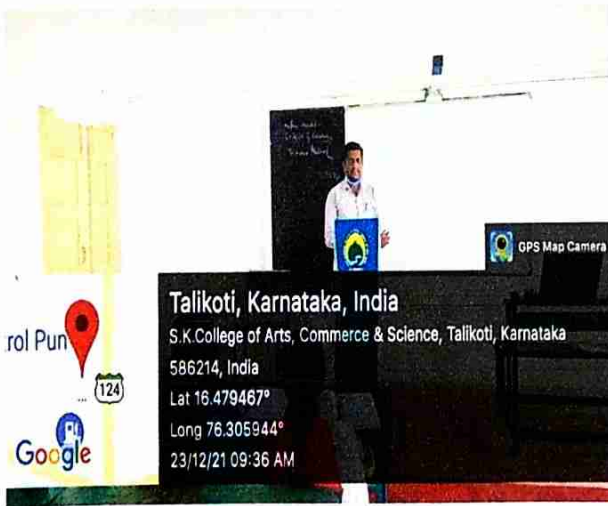 GPS Map Camera
Talikoti, Karnataka, India
S.K.College of Arts, Commerce & Science, Talikoti, Karnataka
586214, India
Lat 16.479467°
Long 76.305944°
23/12/21 09:36 AM
rol Pun
...
124
Google